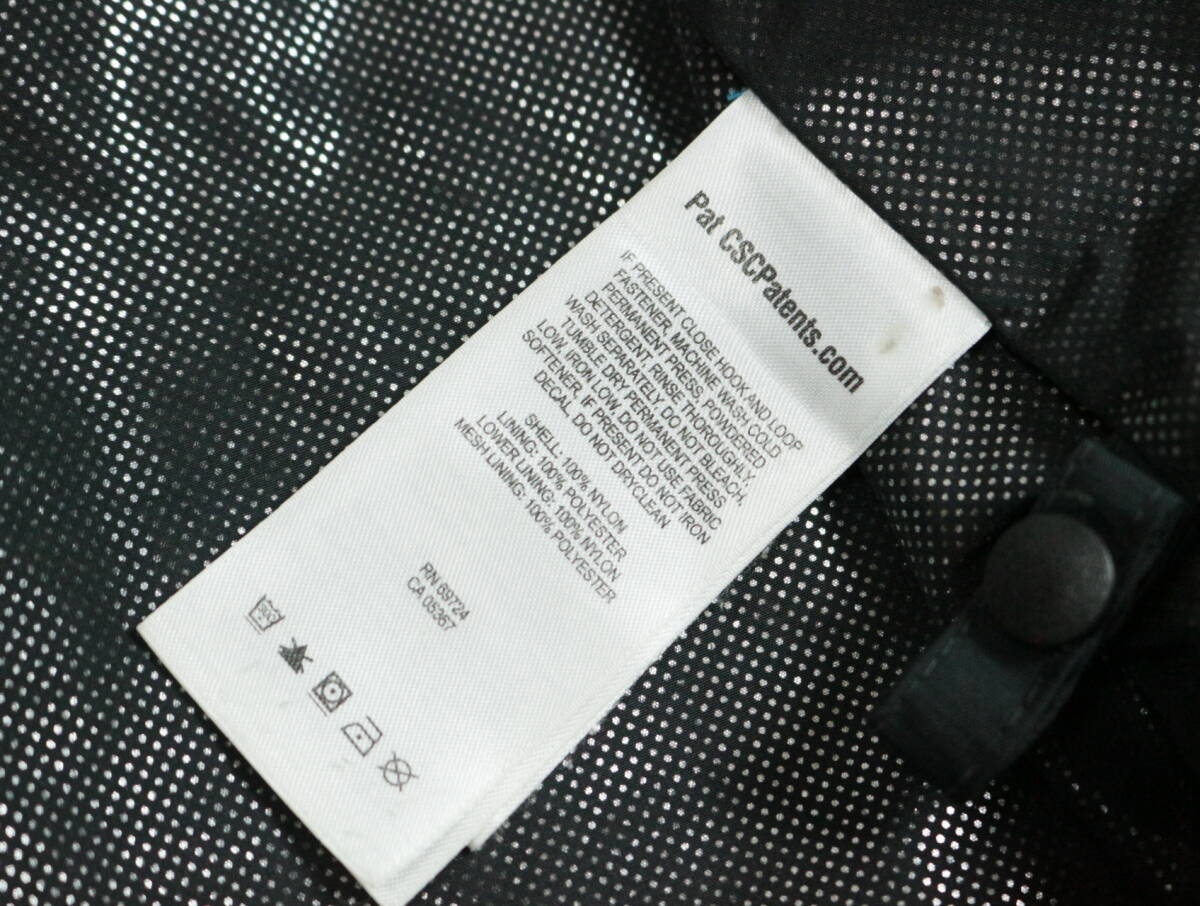 Pat CSCPatents.com
IF PRESENT CLOSE HOOK AND LOOP
FASTENER. MACHINE WASH COLD
PERMANENT PRESS, POWDERED
DETERGENT. RINSE THOROUGHLY,
WASH SEPARATELY. DO NOT BLEACH.
TUMBLE DRY PERMANENT PRESS
LOW. IRON LOW. DO NOT USE FABRIC
SOFTENER. IF PRESENT DO NOT IRON
DECAL. DO NOT DRYCLEAN
SHELL: 100% NYLON
LINING: 100% POLYESTER
LOWER LINING: 100% NYLON
MESH LINING: 100% POLYESTER
RN 69724
CA 05367